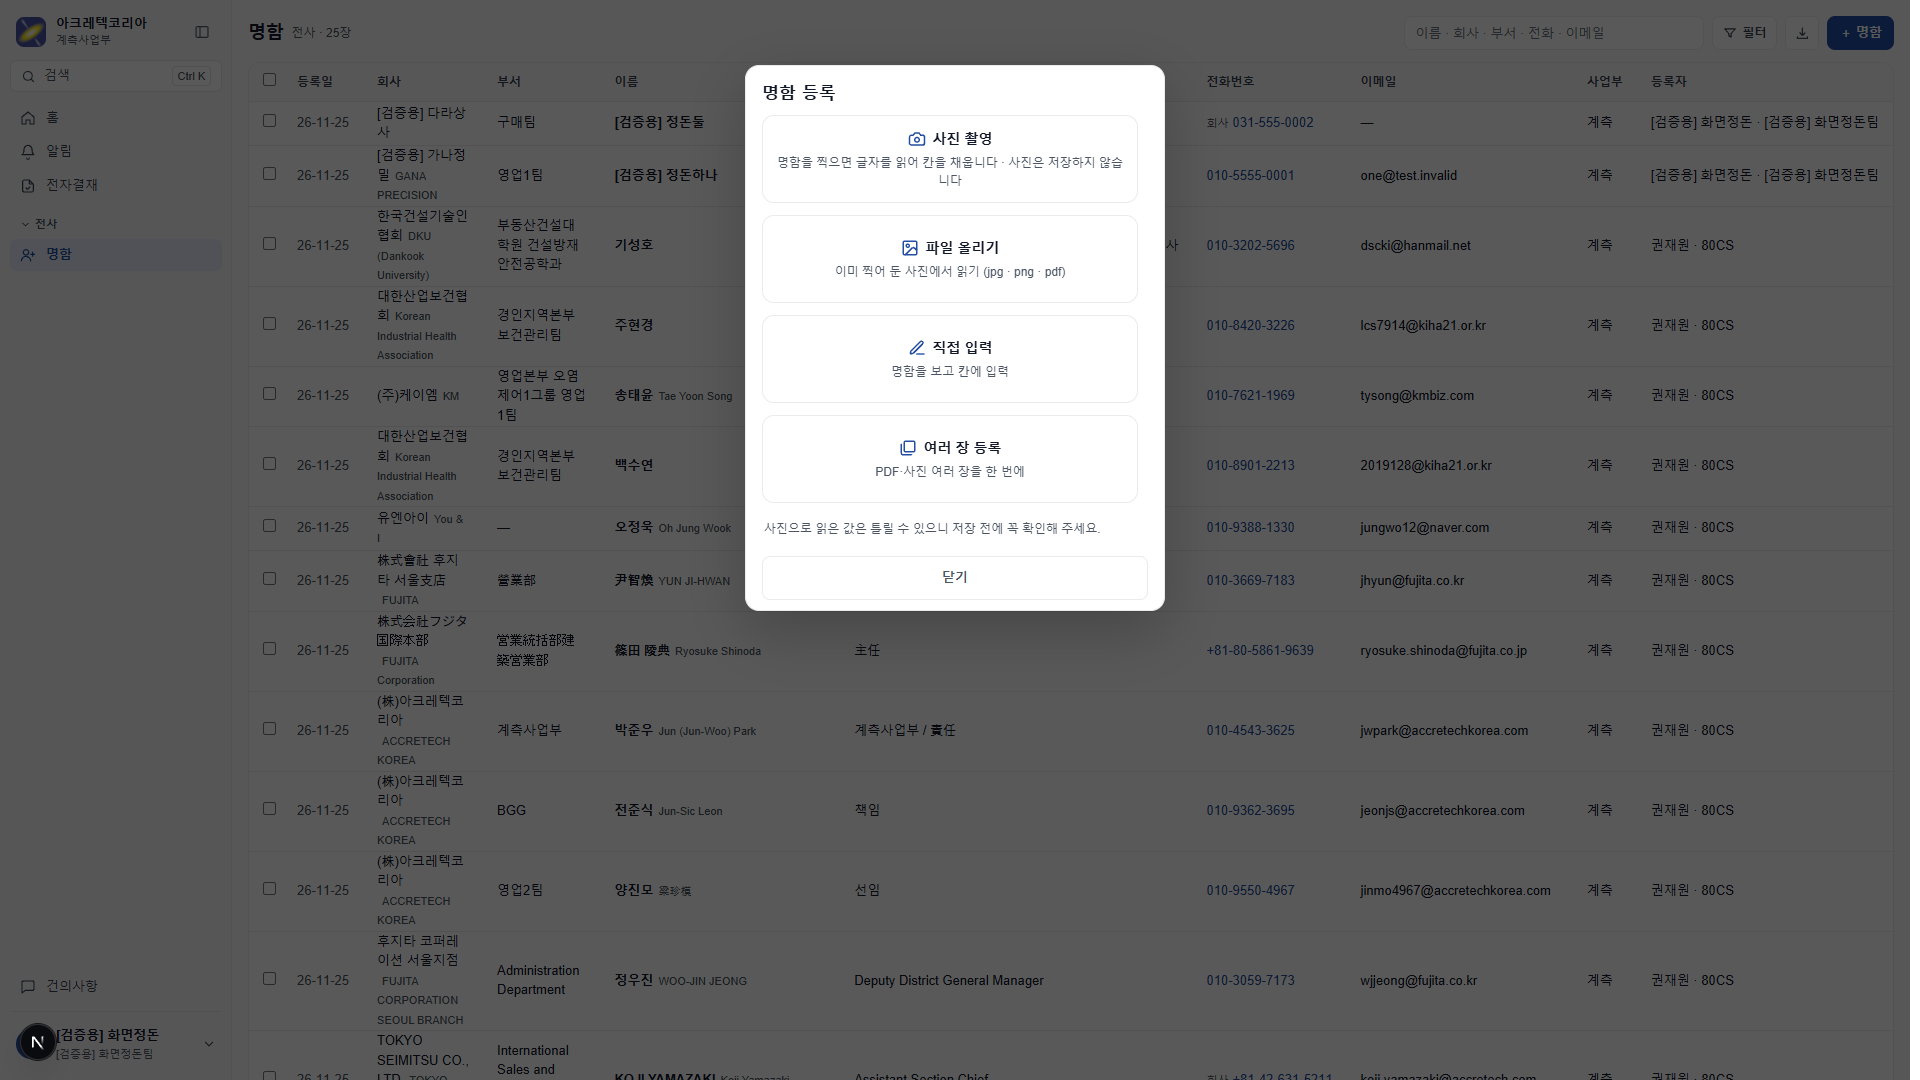 아크레텍코리아
계측사업부
검색 Ctrl K
홈
알림
전자결재
전사
명함
건의사항
[검증용] 화면정돈
[검증용] 화면정돈팀
명함 전사 · 25장
이름 · 회사 · 부서 · 전화 · 이메일
필터
+ 명함
등록일 회사 부서 이름 전화번호 이메일 사업부 등록자
26-11-25 [검증용] 다라상사 구매팀 [검증용] 정돈둘 회사 031-555-0002 — 계측 [검증용] 화면정돈 · [검증용] 화면정돈팀
26-11-25 [검증용] 가나정밀 GANA PRECISION 영업1팀 [검증용] 정돈하나 010-5555-0001 one@test.invalid 계측 [검증용] 화면정돈 · [검증용] 화면정돈팀
26-11-25 한국건설기술인협회 DKU (Dankook University) 부동산건설대학원 건설방재안전공학과 기성호 사 010-3202-5696 dscki@hanmail.net 계측 권재원 · 80CS
26-11-25 대한산업보건협회 Korean Industrial Health Association 경인지역본부 보건관리팀 주현경 010-8420-3226 lcs7914@kiha21.or.kr 계측 권재원 · 80CS
26-11-25 (주)케이엠 KM 영업본부 오염제어1그룹 영업1팀 송태윤 Tae Yoon Song 010-7621-1969 tysong@kmbiz.com 계측 권재원 · 80CS
26-11-25 대한산업보건협회 Korean Industrial Health Association 경인지역본부 보건관리팀 백수연 010-8901-2213 2019128@kiha21.or.kr 계측 권재원 · 80CS
26-11-25 유엔아이 You & I — 오정욱 Oh Jung Wook 010-9388-1330 jungwo12@naver.com 계측 권재원 · 80CS
26-11-25 株式會社 후지타 서울支店 FUJITA 營業部 尹智煥 YUN JI-HWAN 010-3669-7183 jhyun@fujita.co.kr 계측 권재원 · 80CS
26-11-25 株式会社フジタ 国際本部 FUJITA Corporation 営業統括部建築営業部 篠田 陵典 Ryosuke Shinoda 主任 +81-80-5861-9639 ryosuke.shinoda@fujita.co.jp 계측 권재원 · 80CS
26-11-25 (株)아크레텍코리아 ACCRETECH KOREA 계측사업부 박준우 Jun (Jun-Woo) Park 계측사업부 / 責任 010-4543-3625 jwpark@accretechkorea.com 계측 권재원 · 80CS
26-11-25 (株)아크레텍코리아 ACCRETECH KOREA BGG 전준식 Jun-Sic Leon 책임 010-9362-3695 jeonjs@accretechkorea.com 계측 권재원 · 80CS
26-11-25 (株)아크레텍코리아 ACCRETECH KOREA 영업2팀 양진모 선임 010-9550-4967 jinmo4967@accretechkorea.com 계측 권재원 · 80CS
26-11-25 후지타 코퍼레이션 서울지점 FUJITA CORPORATION SEOUL BRANCH Administration Department 정우진 WOO-JIN JEONG Deputy District General Manager 010-3059-7173 wjjeong@fujita.co.kr 계측 권재원 · 80CS
26-11-25 TOKYO SEIMITSU CO., LTD. TOKYO International Sales and KOJI YAMAZAKI Koji Yamazaki Assistant Section Chief 회사 +81-42-631-5211 koji.yamazaki@accretech.com 계측 권재원 · 80CS
명함 등록
사진 촬영
명함을 찍으면 글자를 읽어 칸을 채웁니다 · 사진은 저장하지 않습
니다
파일 올리기
이미 찍어 둔 사진에서 읽기 (jpg · png · pdf)
직접 입력
명함을 보고 칸에 입력
여러 장 등록
PDF·사진 여러 장을 한 번에
사진으로 읽은 값은 틀릴 수 있으니 저장 전에 꼭 확인해 주세요.
닫기